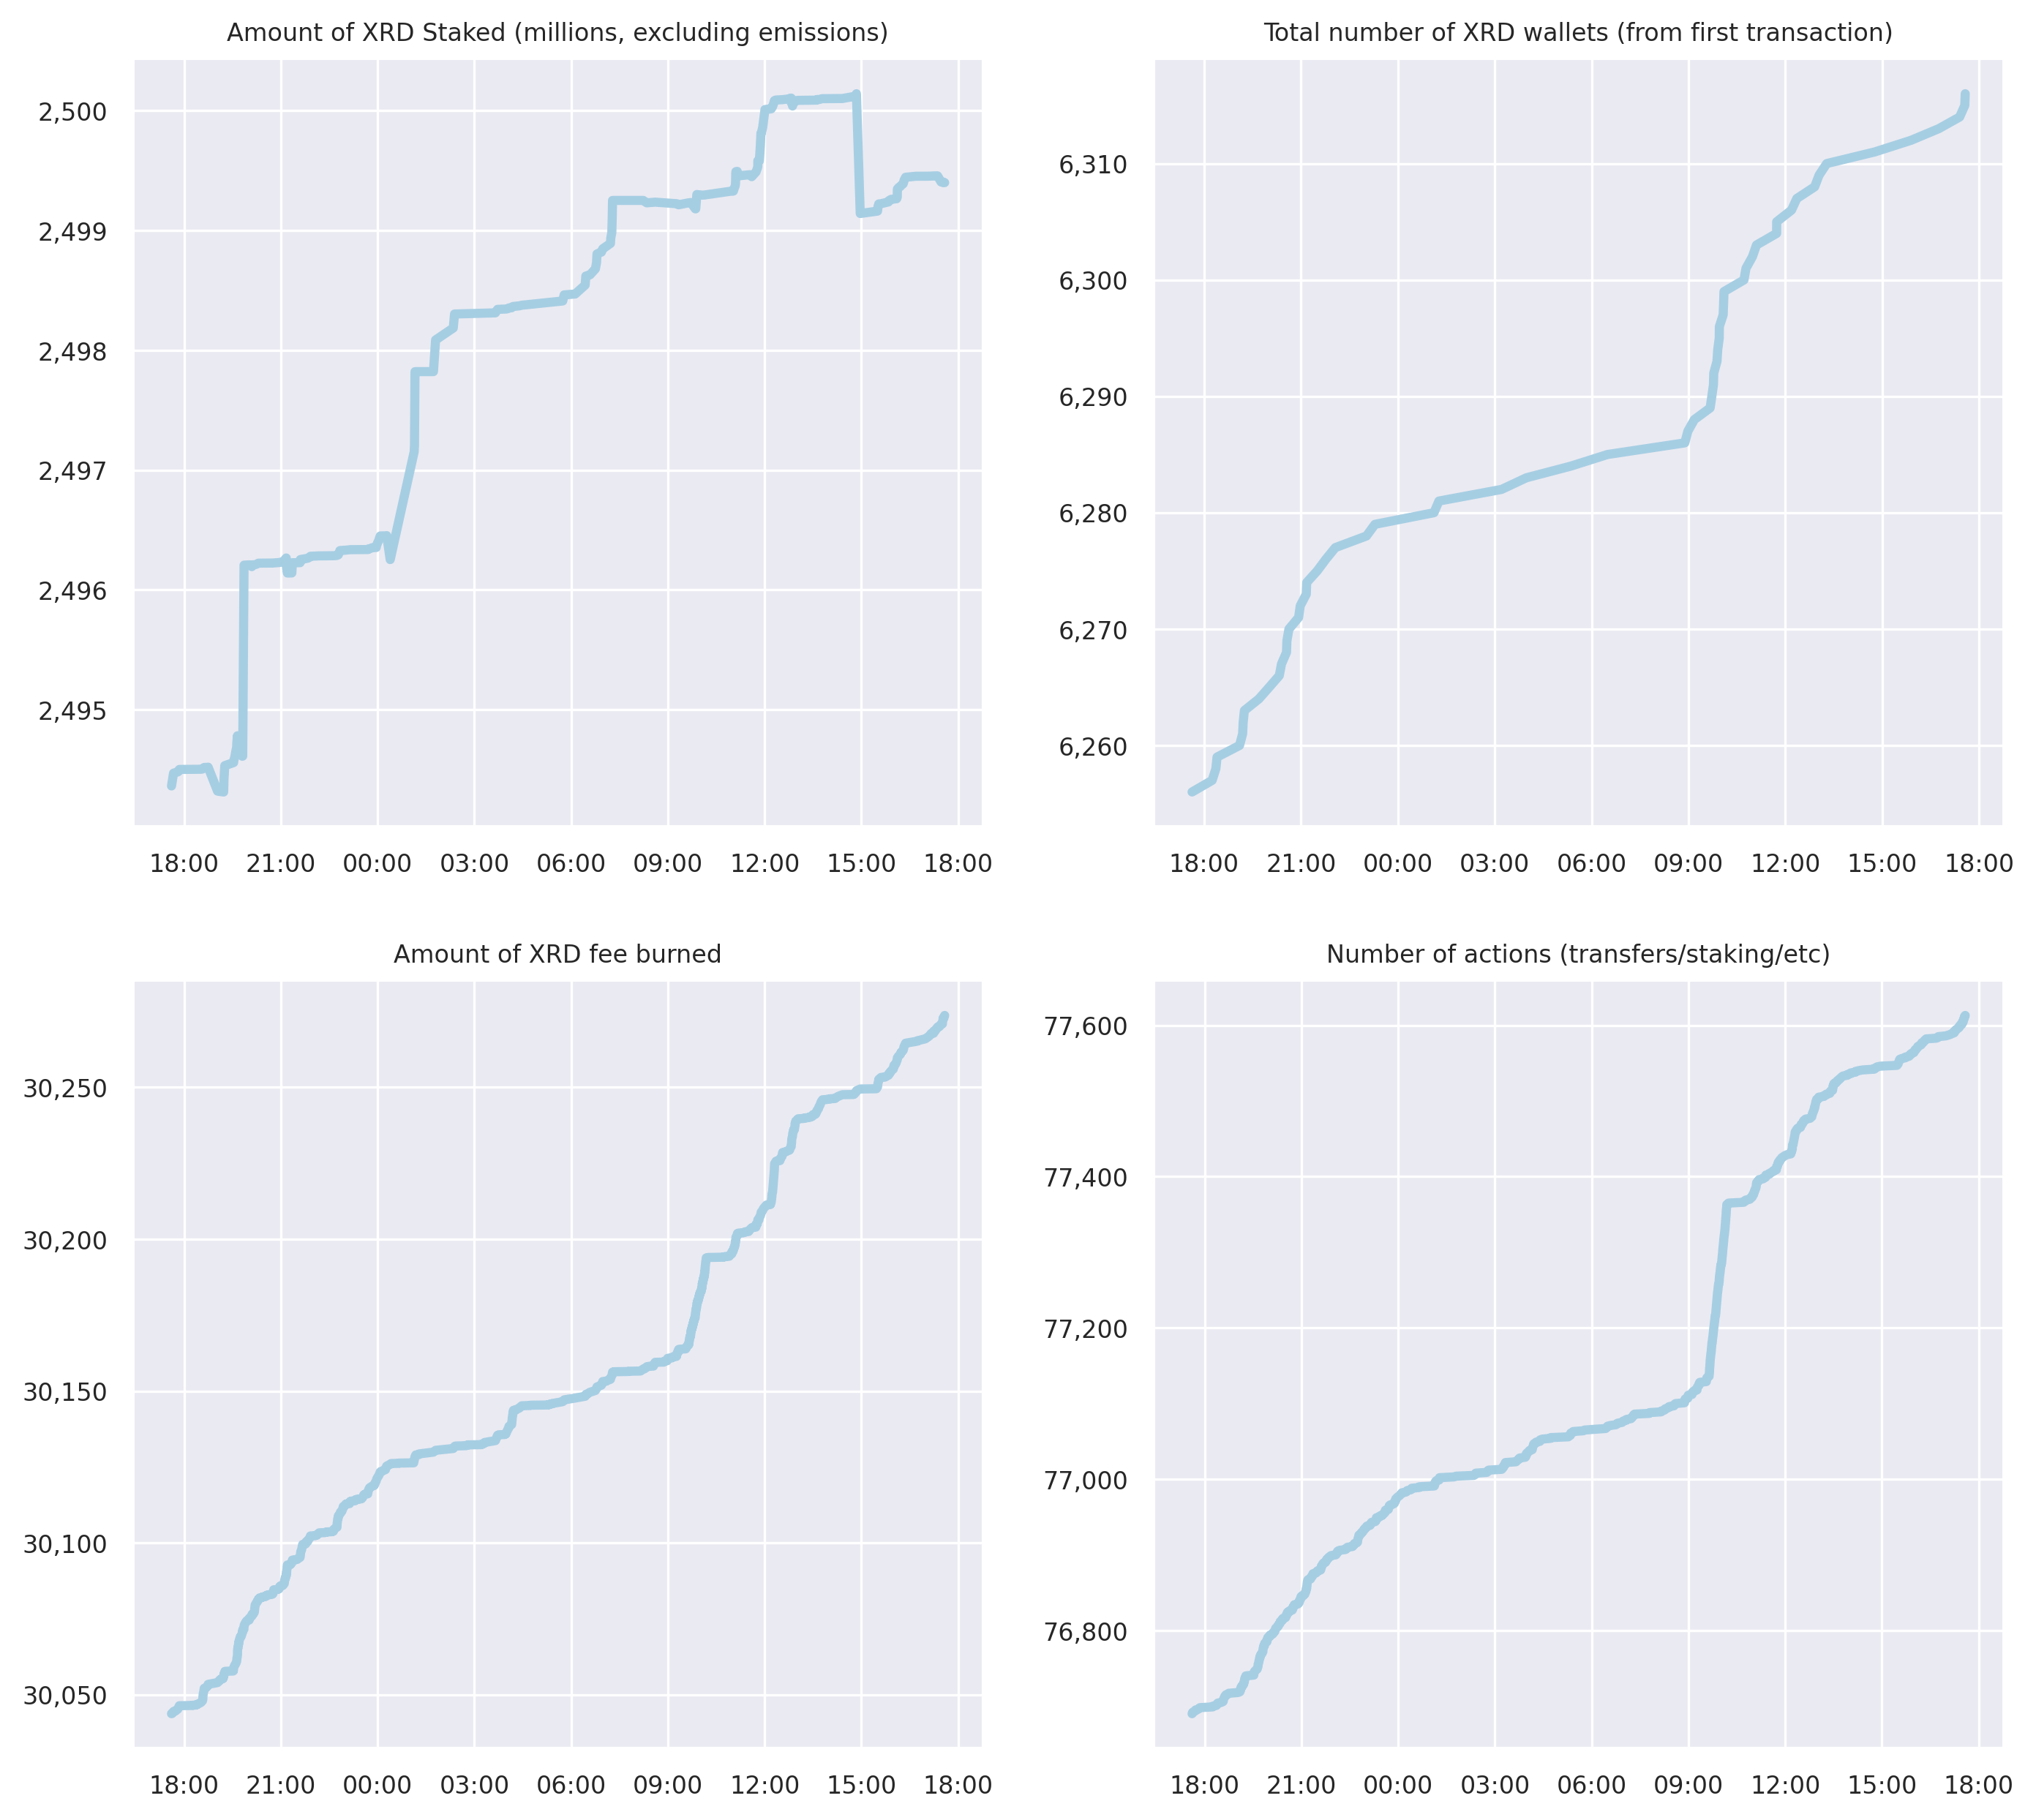 Amount of XRD Staked (millions, excluding emissions)
2,500
2,499
2,498
2,497
2,496
2,495
18:00 21:00 00:00 03:00 06:00 09:00 12:00 15:00 18:00
Total number of XRD wallets (from first transaction)
6,310
6,300
6,290
6,280
6,270
6,260
18:00 21:00 00:00 03:00 06:00 09:00 12:00 15:00 18:00
Amount of XRD fee burned
30,250
30,200
30,150
30,100
30,050
18:00 21:00 00:00 03:00 06:00 09:00 12:00 15:00 18:00
Number of actions (transfers/staking/etc)
77,600
77,400
77,200
77,000
76,800
18:00 21:00 00:00 03:00 06:00 09:00 12:00 15:00 18:00